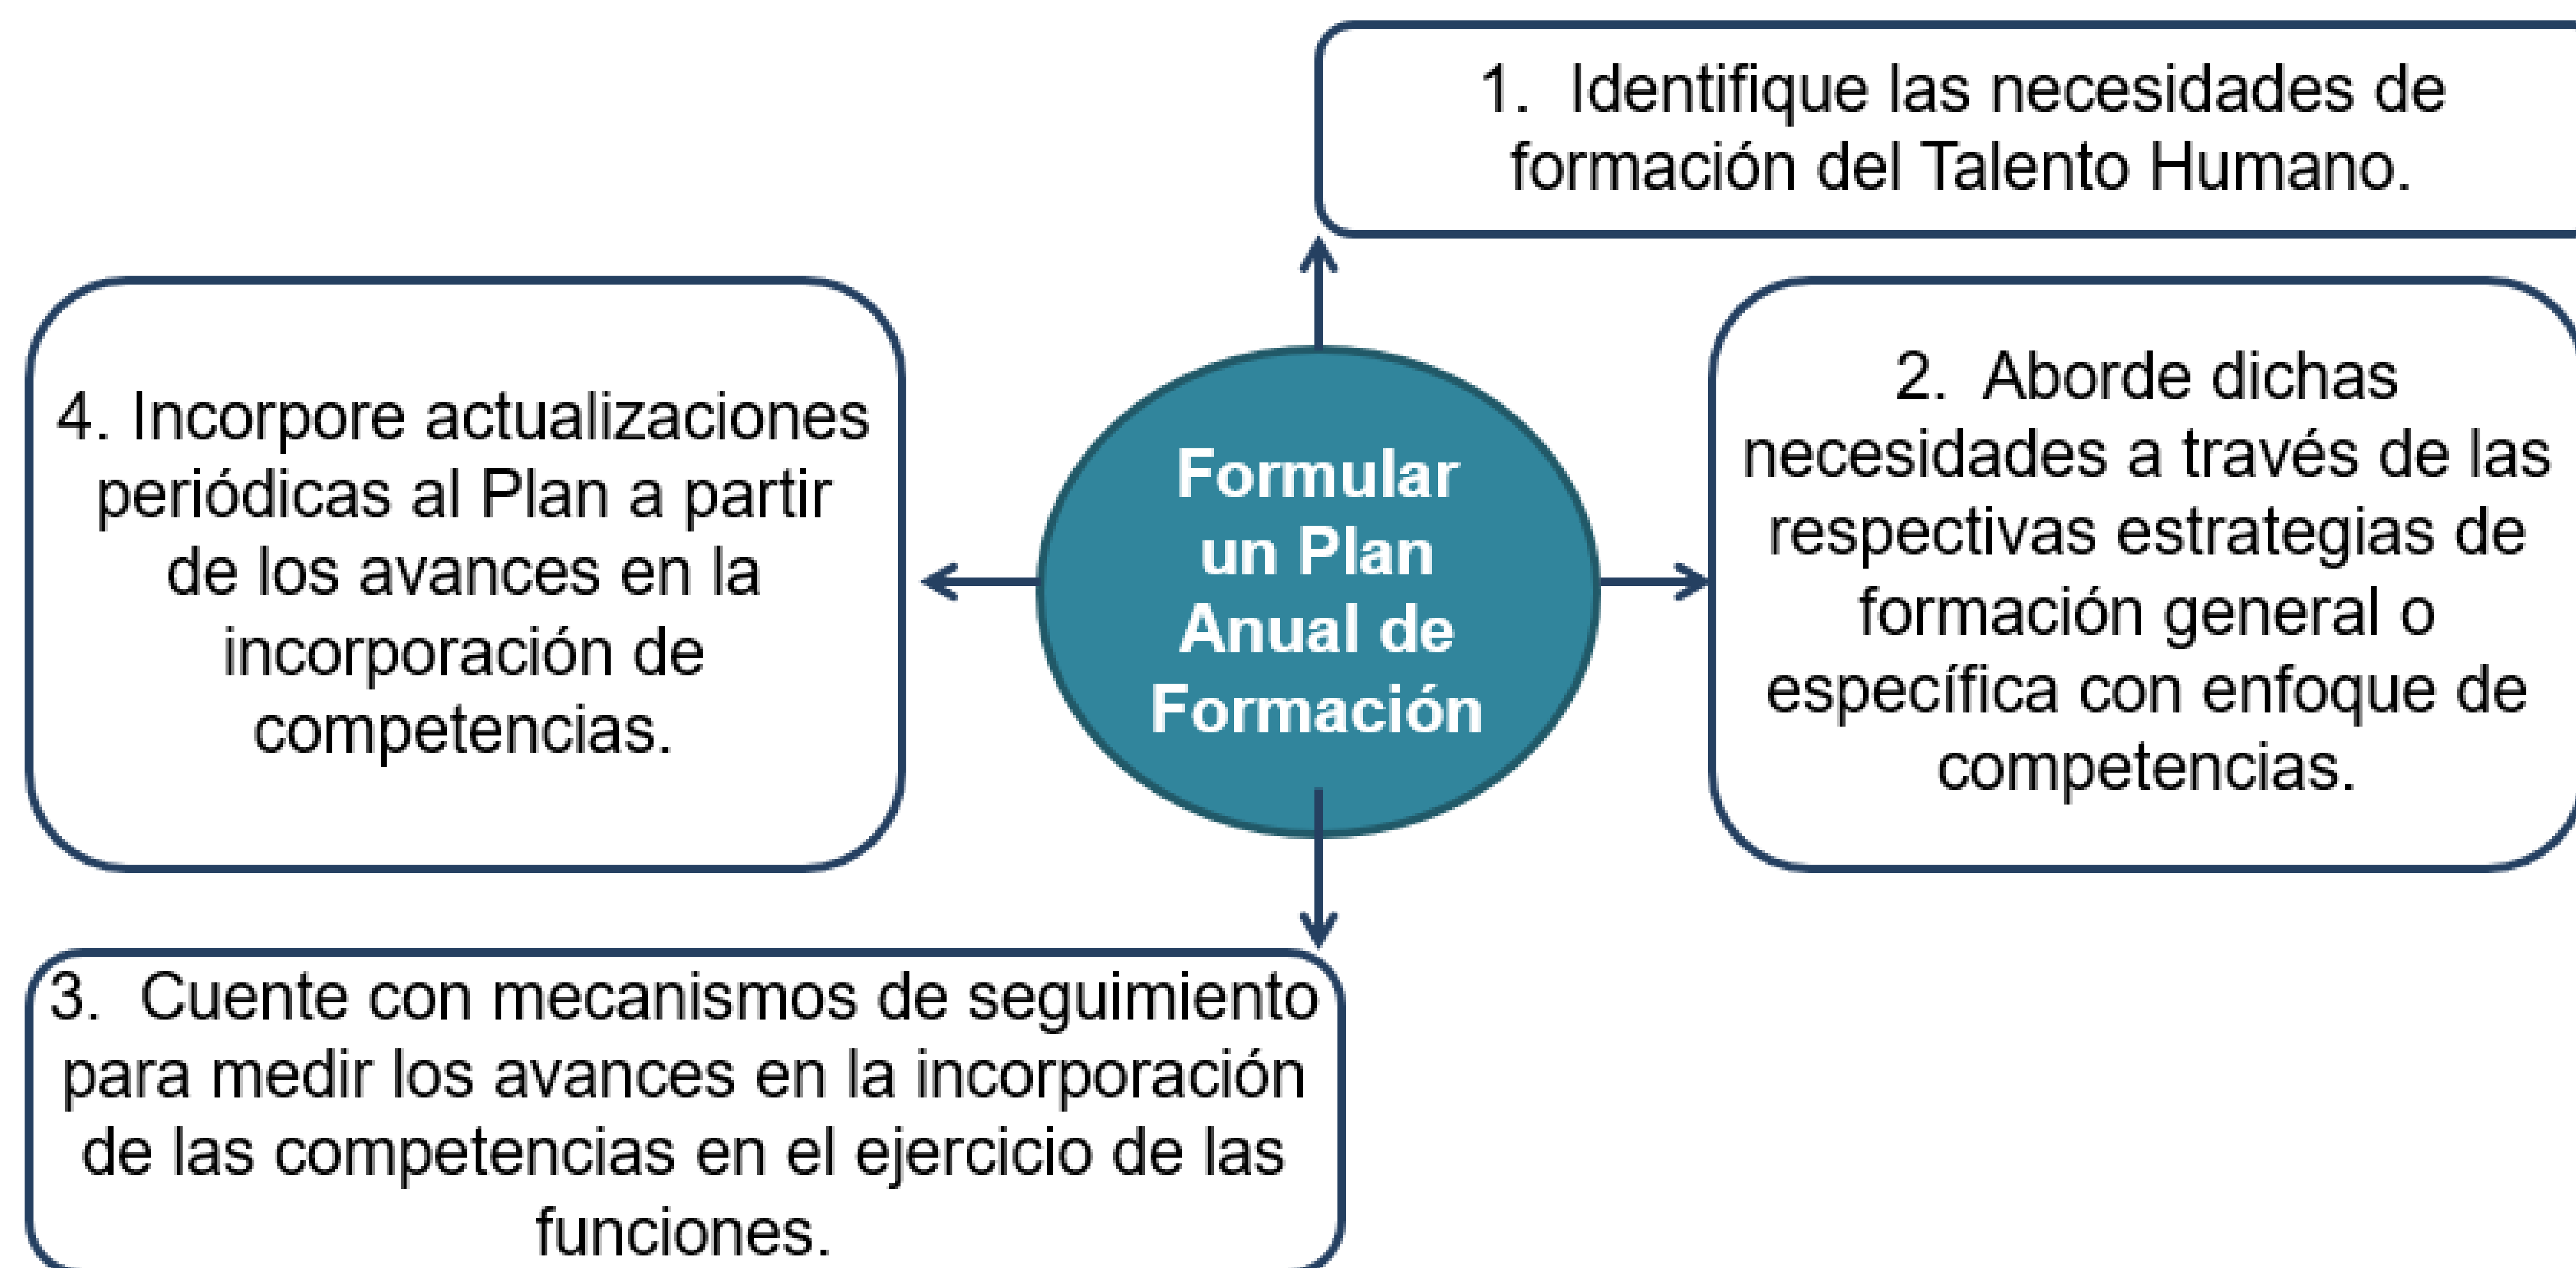 1. Identifique las necesidades de
formación del Talento Humano.
2. Aborde dichas
necesidades a través de las
respectivas estrategias de
formación general o
específica con enfoque de
competencias.
4. Incorpore actualizaciones
periódicas al Plan a partir
de los avances en la
incorporación de
competencias.
Formular
un Plan
Anual de
Formación
3. Cuente con mecanismos de seguimiento
para medir los avances en la incorporación
de las competencias en el ejercicio de las
funciones.